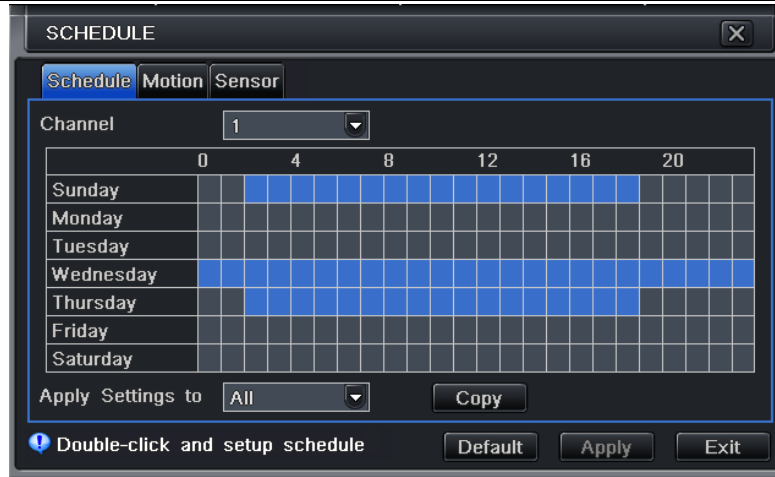 SCHEDULE
Schedule Motion Sensor
Channel 1
0 4 8 12 16 20
Sunday
Monday
Tuesday
Wednesday
Thursday
Friday
Saturday
Apply Settings to All Copy
Double-click and setup schedule Default Apply Exit